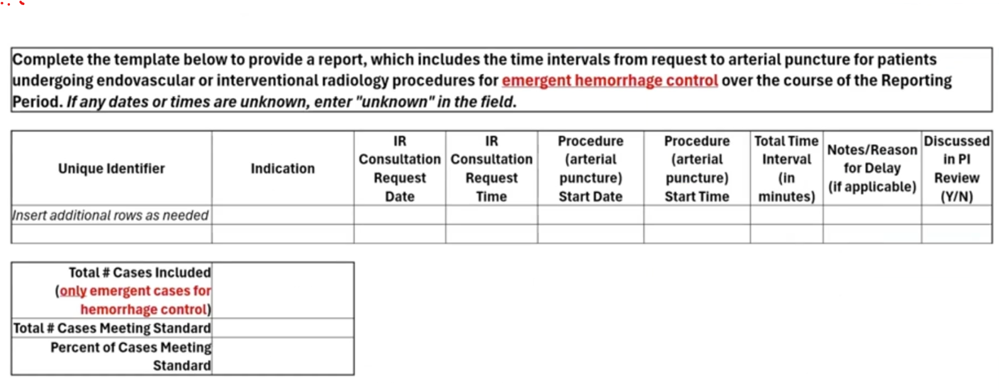 Complete the template below to provide a report, which includes the time intervals from request to arterial puncture for patients
undergoing endovascular or interventional radiology procedures for emergent hemorrhage control over the course of the Reporting
Period. If any dates or times are unknown, enter "unknown" in the field.
Unique Identifier
Indication
IR
Consultation
Request
Date
IR
Consultation
Request
Time
Procedure
(arterial
puncture)
Start Date
Procedure
(arterial
puncture)
Start Time
Total Time
Interval
(in
minutes)
Notes/Reason
for Delay
(if applicable)
Discussed
in PI
Review
(Y/N)
Insert additional rows as needed
Total # Cases Included
(only emergent cases for
hemorrhage control)
Total # Cases Meeting Standard
Percent of Cases Meeting
Standard